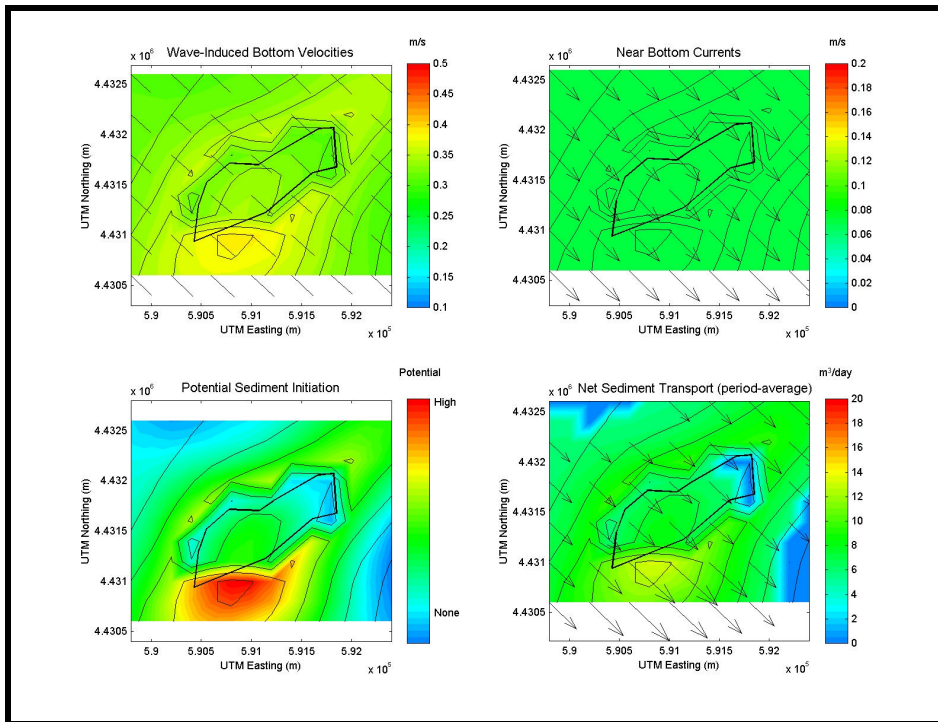 Wave-Induced Bottom Velocities
x 10^6
m/s
4.4325
4.432
4.4315
4.431
4.4305
UTM Northing (m)
5.9
5.905
5.91
5.915
5.92
x 10^5
UTM Easting (m)
0.5
0.45
0.4
0.35
0.3
0.25
0.2
0.15
0.1
Near Bottom Currents
x 10^6
m/s
4.4325
4.432
4.4315
4.431
4.4305
UTM Northing (m)
5.9
5.905
5.91
5.915
5.92
x 10^5
UTM Easting (m)
0.2
0.18
0.16
0.14
0.12
0.1
0.08
0.06
0.04
0.02
0
Potential Sediment Initiation
x 10^6
Potential
4.4325
4.432
4.4315
4.431
4.4305
UTM Northing (m)
5.9
5.905
5.91
5.915
5.92
x 10^5
UTM Easting (m)
High
None
Net Sediment Transport (period-average)
x 10^6
m³/day
4.4325
4.432
4.4315
4.431
4.4305
UTM Northing (m)
5.9
5.905
5.91
5.915
5.92
x 10^5
UTM Easting (m)
20
18
16
14
12
10
8
6
4
2
0